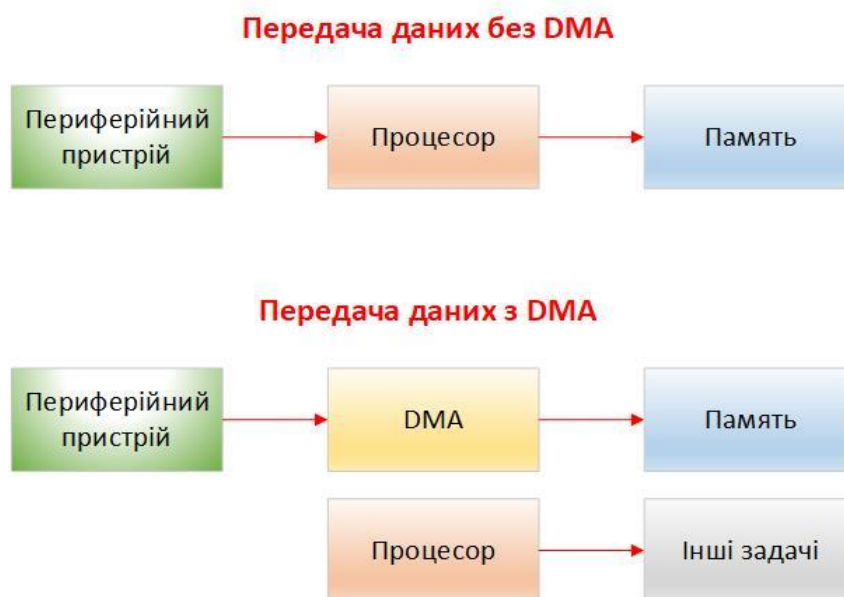 Передача даних без DMA
Периферійний
пристрій
Процесор
Память
Передача даних з DMA
Периферійний
пристрій
DMA
Память
Процесор
Інші задачі